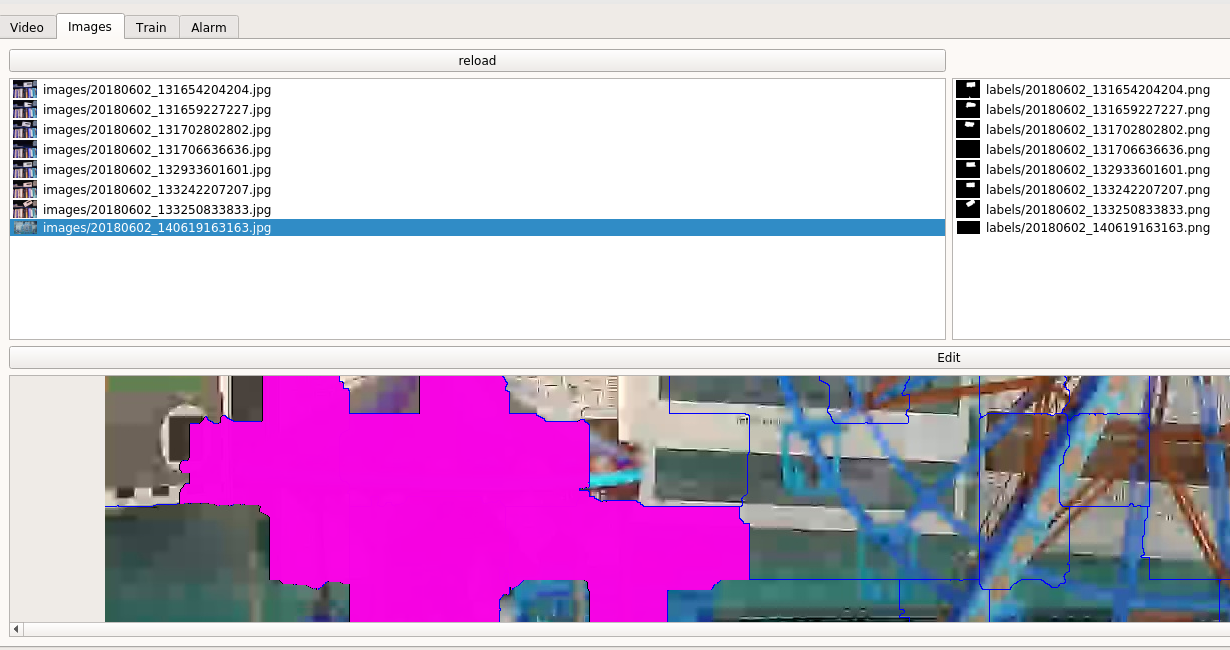 Video Images Train Alarm
reload
images/20180602_131654204204.jpg
images/20180602_131659227227.jpg
images/20180602_131702802802.jpg
images/20180602_131706636636.jpg
images/20180602_132933601601.jpg
images/20180602_133242207207.jpg
images/20180602_133250833833.jpg
images/20180602_140619163163.jpg
labels/20180602_131654204204.png
labels/20180602_131659227227.png
labels/20180602_131702802802.png
labels/20180602_131706636636.png
labels/20180602_132933601601.png
labels/20180602_133242207207.png
labels/20180602_133250833833.png
labels/20180602_140619163163.png
Edit